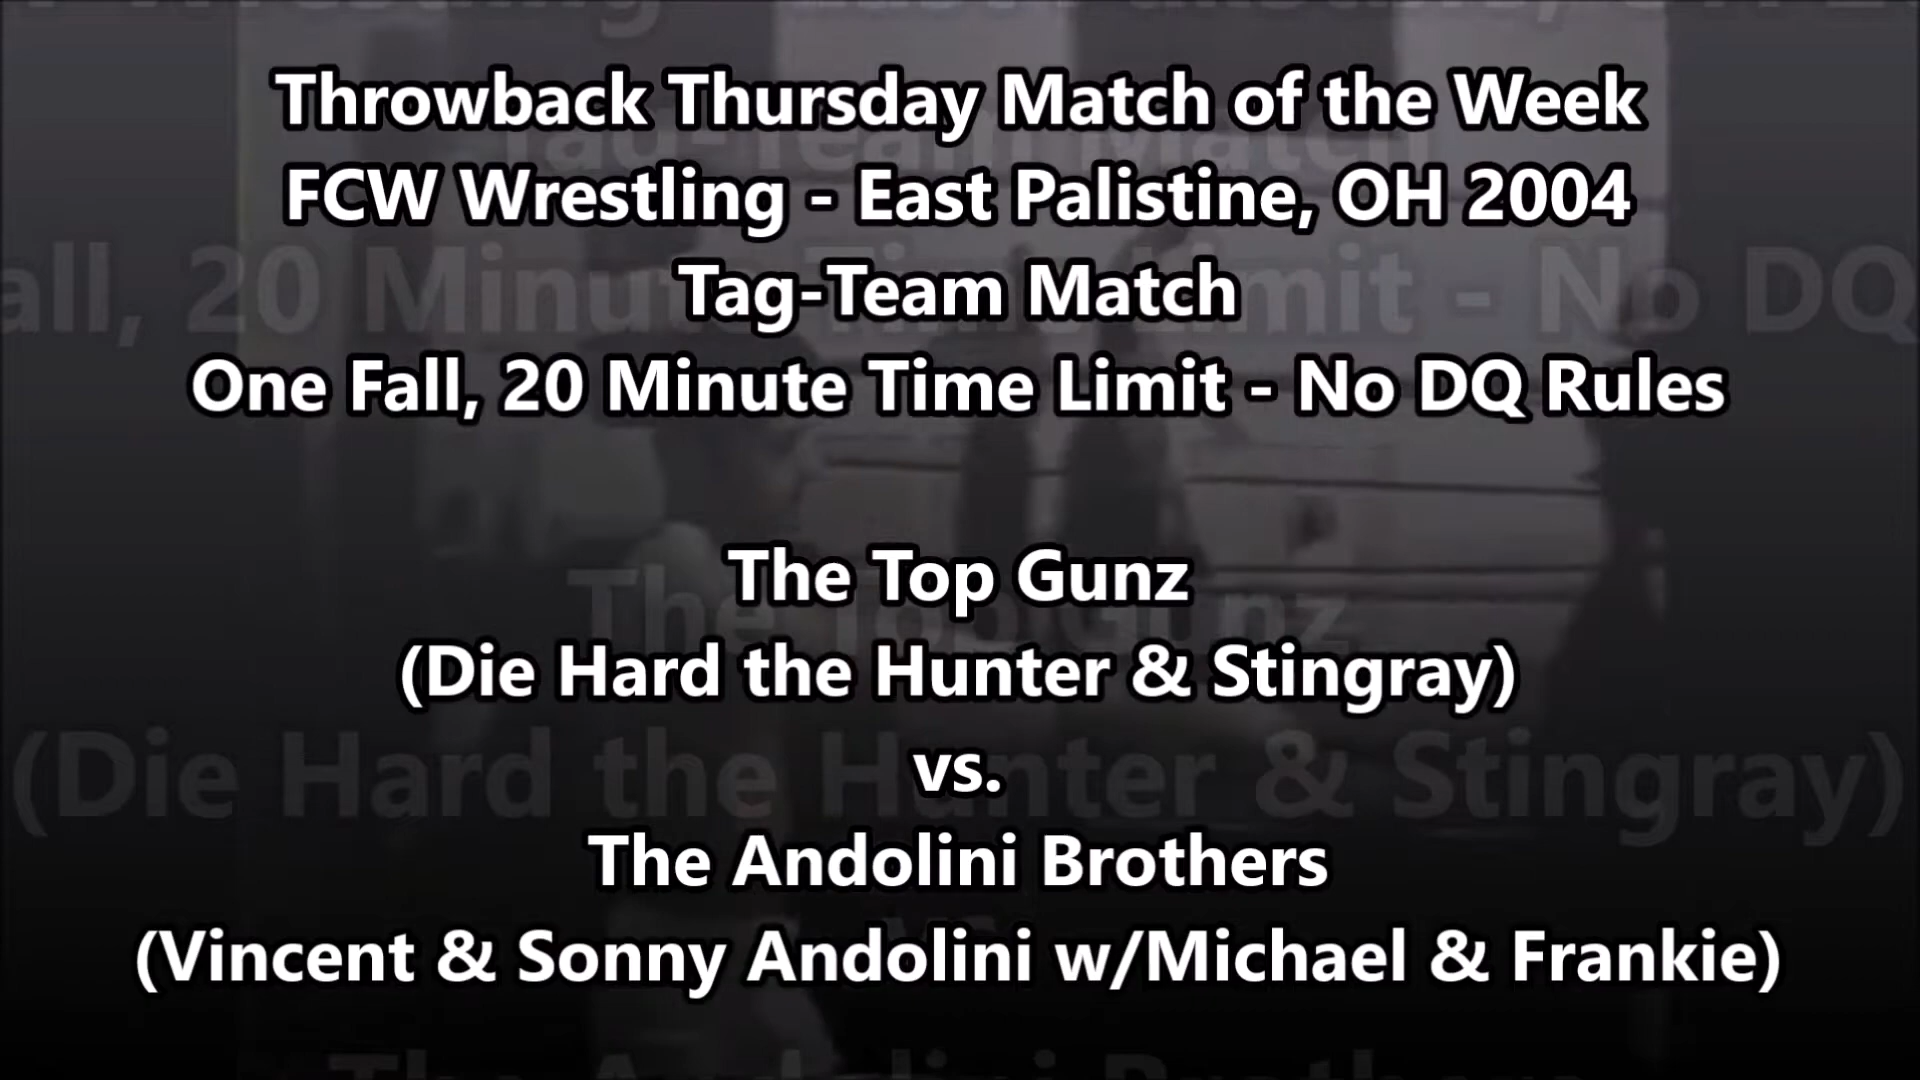 Throwback Thursday Match of the Week
FCW Wrestling - East Palistine, OH 2004
Tag-Team Match
One Fall, 20 Minute Time Limit - No DQ Rules
The Top Gunz
(Die Hard the Hunter & Stingray)
vs.
The Andolini Brothers
(Vincent & Sonny Andolini w/Michael & Frankie)